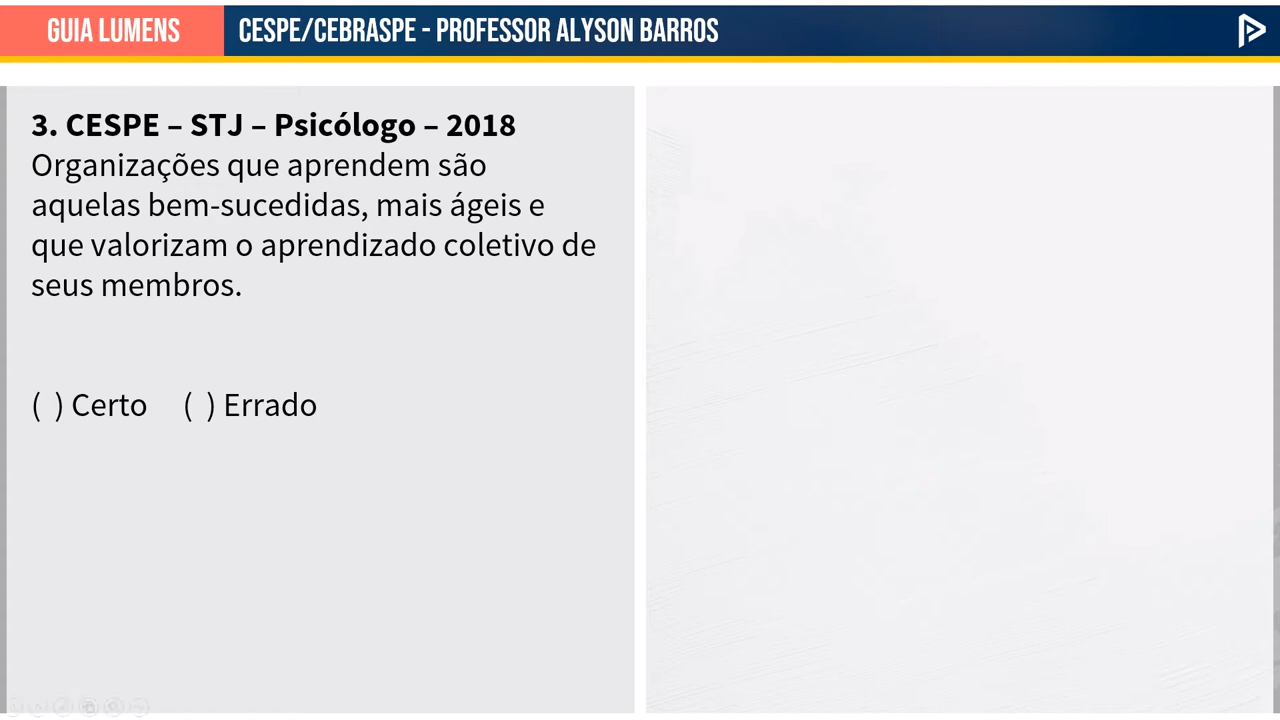 GUIA LUMENS
CESPE/CEBRASPE - PROFESSOR ALYSON BARROS
3. CESPE – STJ – Psicólogo – 2018
Organizações que aprendem são
aquelas bem-sucedidas, mais ágeis e
que valorizam o aprendizado coletivo de
seus membros.
( ) Certo ( ) Errado